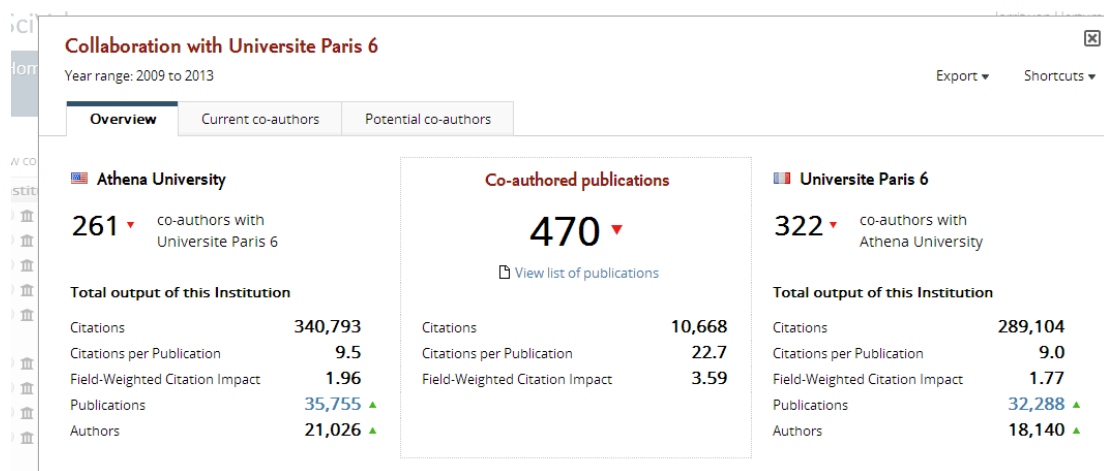 Collaboration with Universite Paris 6
Year range: 2009 to 2013
Export
Shortcuts
Overview
Current co-authors
Potential co-authors
Athena University
261
co-authors with
Universite Paris 6
Total output of this Institution
Citations 340,793
Citations per Publication 9.5
Field-Weighted Citation Impact 1.96
Publications 35,755
Authors 21,026
Co-authored publications
470
View list of publications
Citations 10,668
Citations per Publication 22.7
Field-Weighted Citation Impact 3.59
Universite Paris 6
322
co-authors with
Athena University
Total output of this Institution
Citations 289,104
Citations per Publication 9.0
Field-Weighted Citation Impact 1.77
Publications 32,288
Authors 18,140